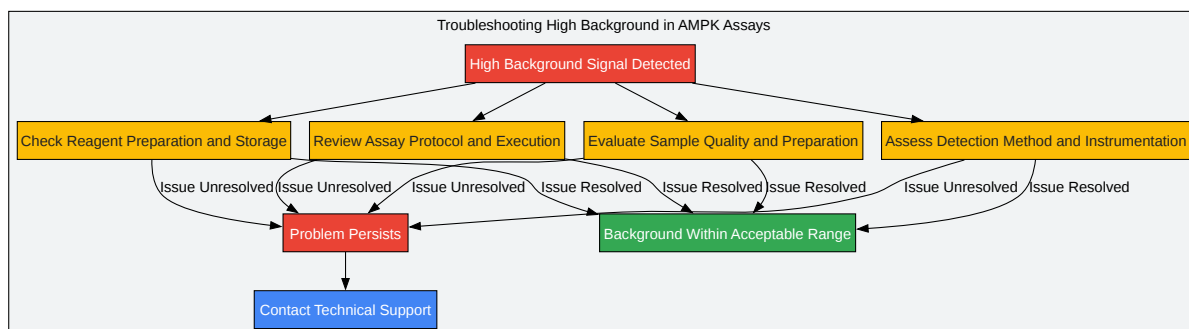 Troubleshooting High Background in AMPK Assays
High Background Signal Detected
Check Reagent Preparation and Storage
Review Assay Protocol and Execution
Evaluate Sample Quality and Preparation
Assess Detection Method and Instrumentation
Issue Unresolved
Issue Unresolved
Issue Unresolved
Issue Resolved
Issue Resolved
Issue Resolved
Issue Unresolved
Issue Resolved
Problem Persists
Background Within Acceptable Range
Contact Technical Support